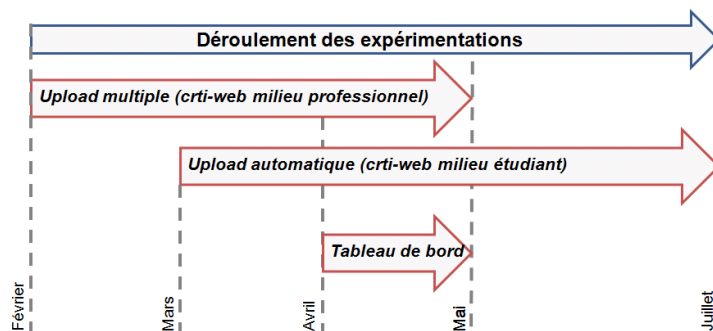 Déroulement des expérimentations
Upload multiple (crti-web milieu professionnel)
Upload automatique (crti-web milieu étudiant)
Tableau de bord
Février
Mars
Avril
Mai
Juillet